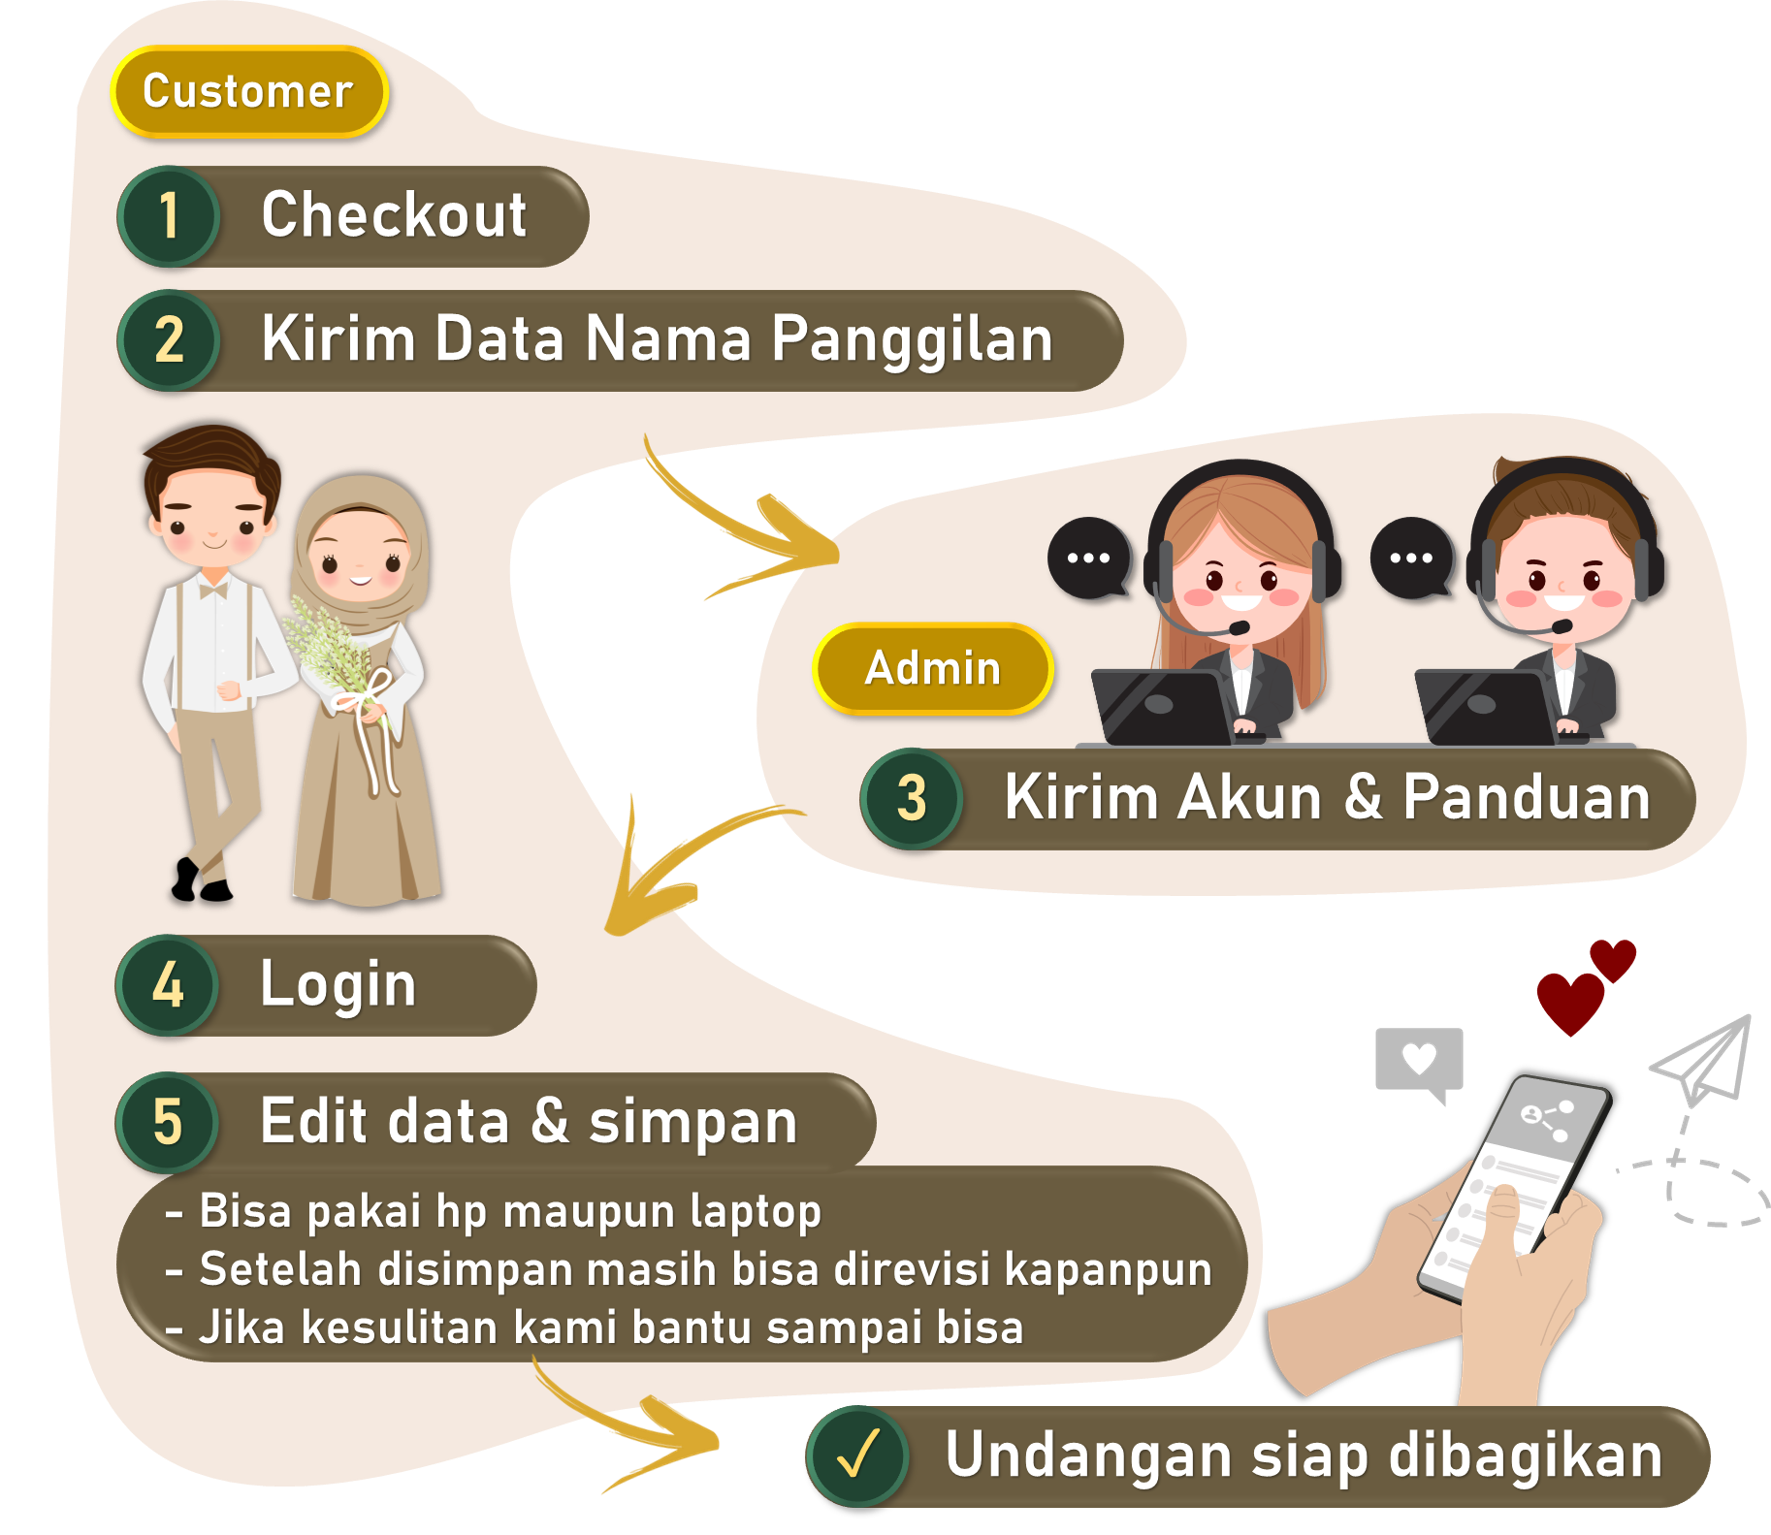 Customer
1 Checkout
2 Kirim Data Nama Panggilan
Admin
3 Kirim Akun & Panduan
4 Login
5 Edit data & simpan
- Bisa pakai hp maupun laptop
- Setelah disimpan masih bisa direvisi kapanpun
- Jika kesulitan kami bantu sampai bisa
✓ Undangan siap dibagikan